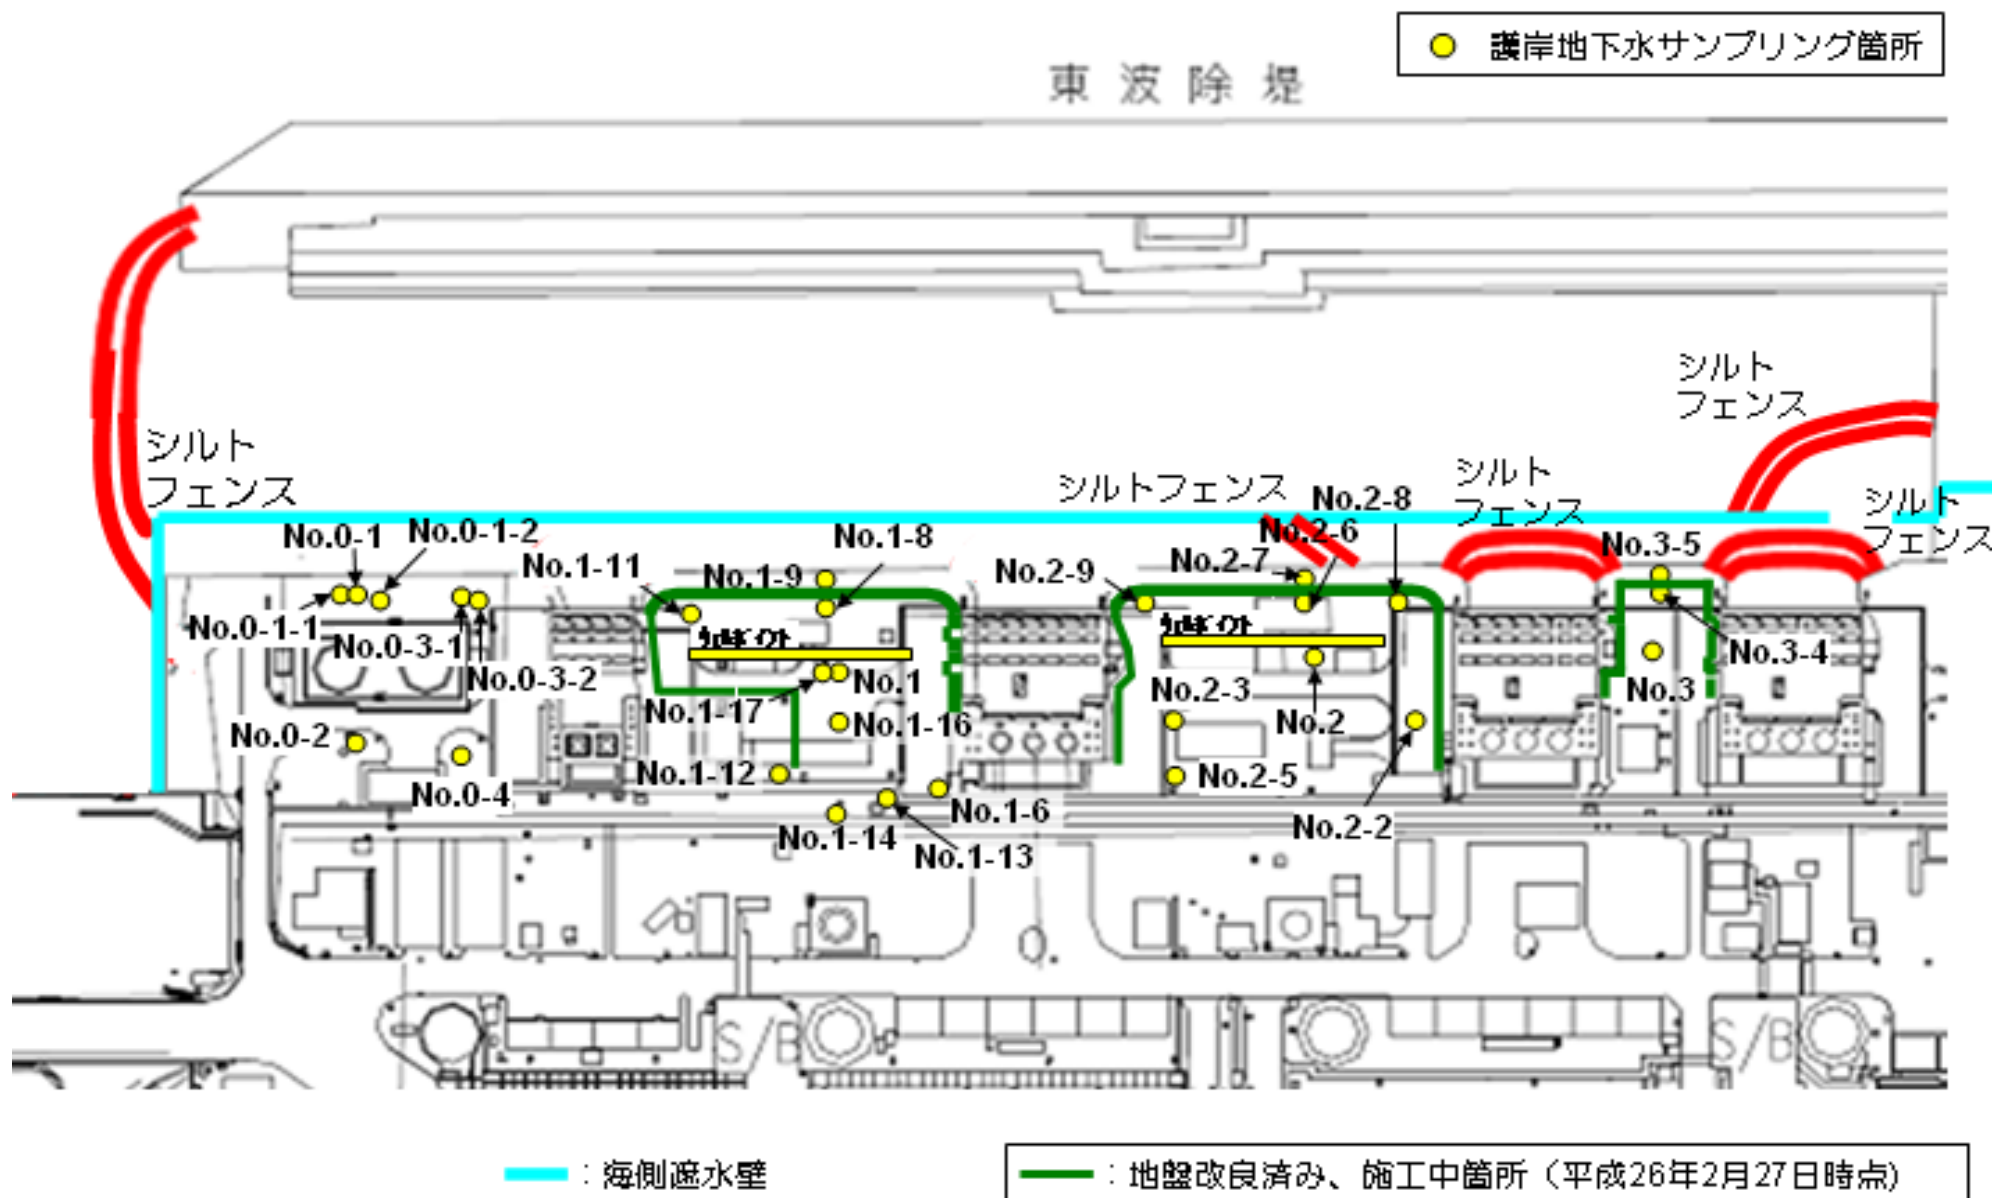 護岸地下水サンプリング箇所
東波除堤
シルト
フェンス
シルト
フェンス
シルトフェンス
シルト
フェンス
シルト
フェンス
No.2-8
No.0-1
No.0-1-2
No.1-8
No.2-6
No.3-5
No.1-11
No.1-9
No.2-9
No.2-7
No.0-1-1
No.0-3-1
No.0-3-2
No.1
No.3-4
No.1-17
No.2-3
No.3
No.0-2
No.1-16
No.2
No.1-12
No.2-5
No.0-4
No.1-6
No.1-14
No.1-13
No.2-2
S/B
S/B
:海側遮水壁
:地盤改良済み、施工中箇所（平成26年2月27日時点）